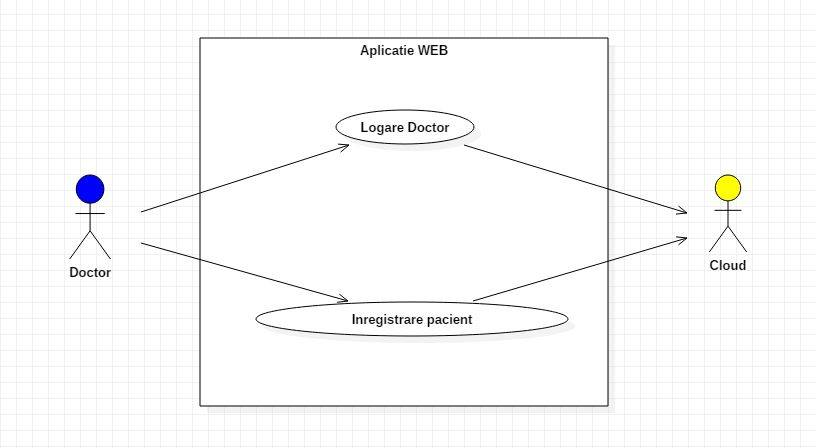 Aplicatie WEB
Logare Doctor
Doctor
Cloud
Inregistrare pacient